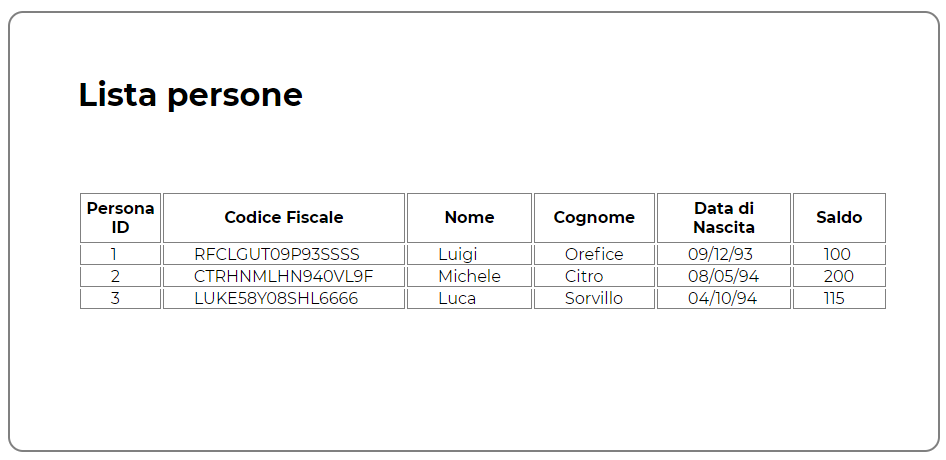 Lista persone
Persona ID Codice Fiscale Nome Cognome Data di Nascita Saldo
1 RFCLGUT09P93SSSS Luigi Orefice 09/12/93 100
2 CTRHNMLHN940VL9F Michele Citro 08/05/94 200
3 LUKE58Y08SHL6666 Luca Sorvillo 04/10/94 115